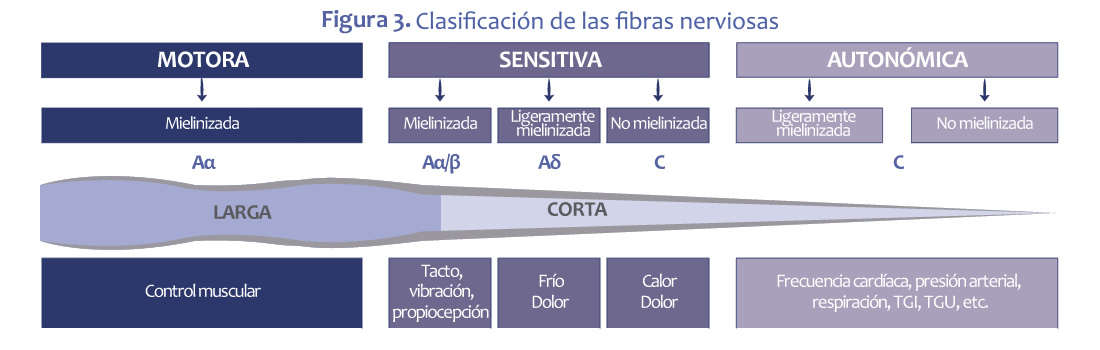 Figura 3. Clasificación de las fibras nerviosas
MOTORA
SENSITIVA
AUTONÓMICA
Mielinizada
Mielinizada
Ligeramente
mielinizada
No mielinizada
Ligeramente
mielinizada
No mielinizada
Aα
Aα/β
Aδ
C
C
LARGA
CORTA
Control muscular
Tacto,
vibración,
propiocepción
Frío
Dolor
Calor
Dolor
Frecuencia cardíaca, presión arterial,
respiración, TGI, TGU, etc.